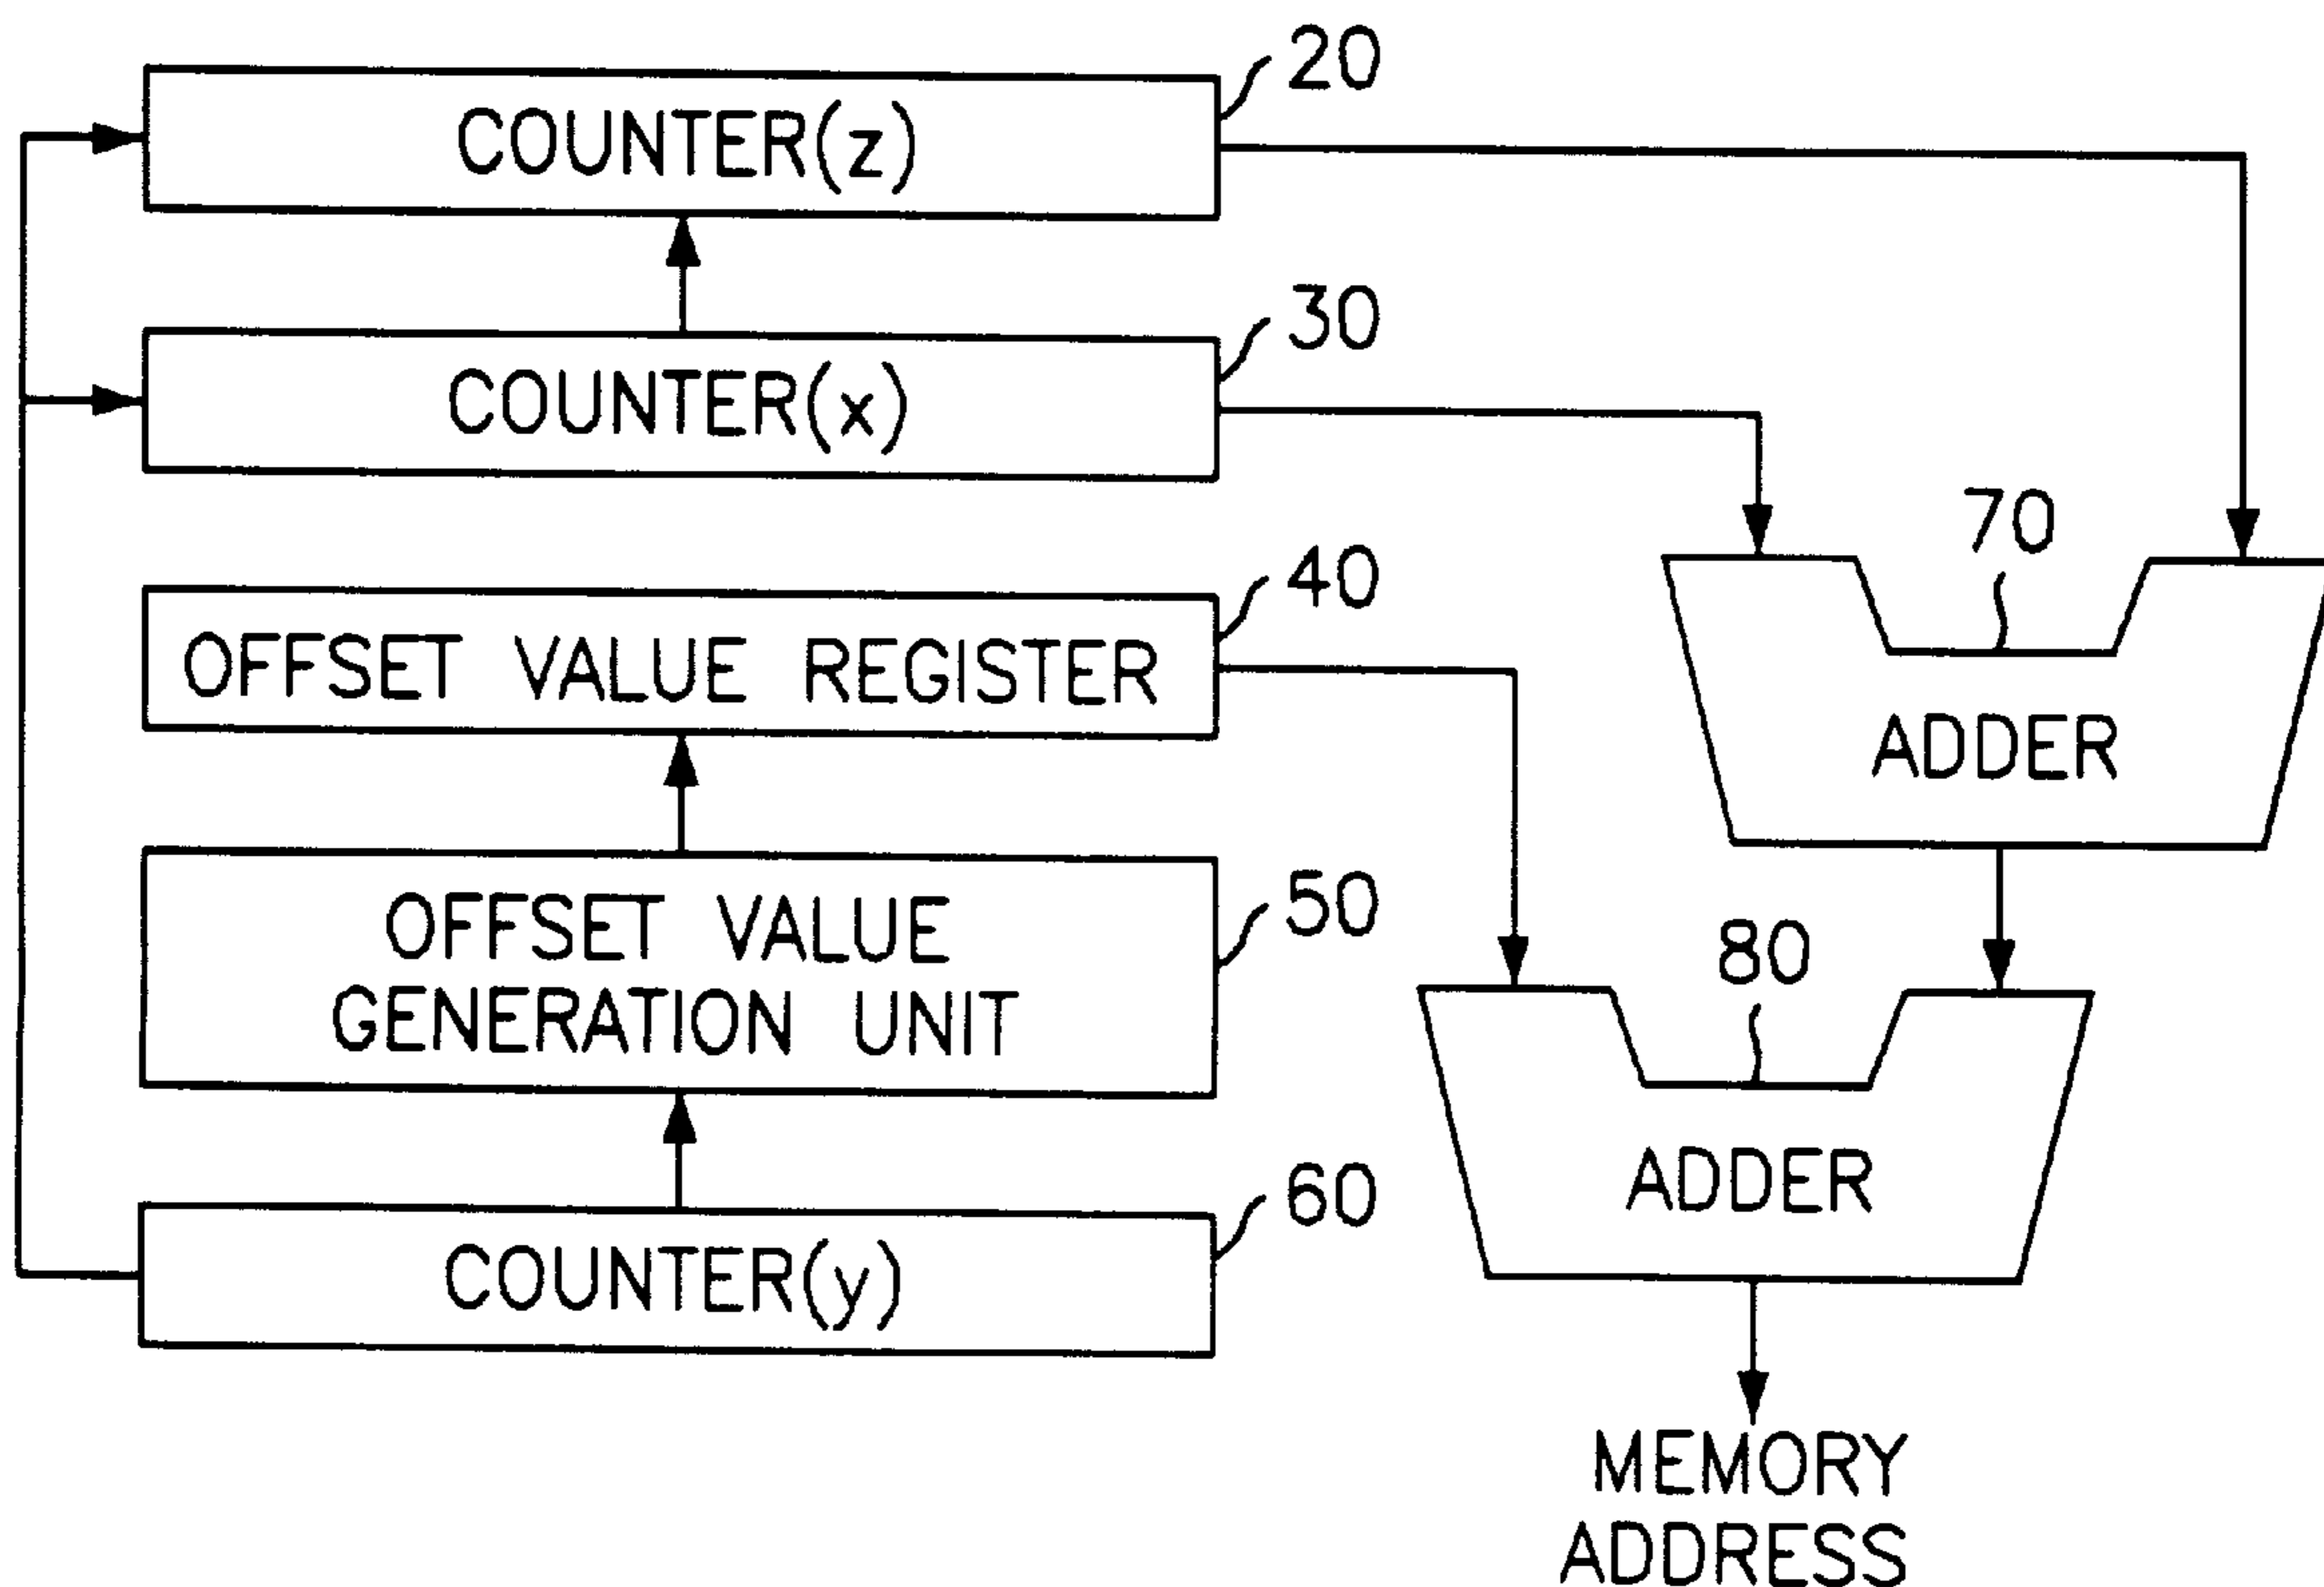 20
COUNTER(z)
30
COUNTER(x)
70
40
OFFSET VALUE REGISTER
ADDER
50
OFFSET VALUE
GENERATION UNIT
80
60
ADDER
COUNTER(y)
MEMORY
ADDRESS